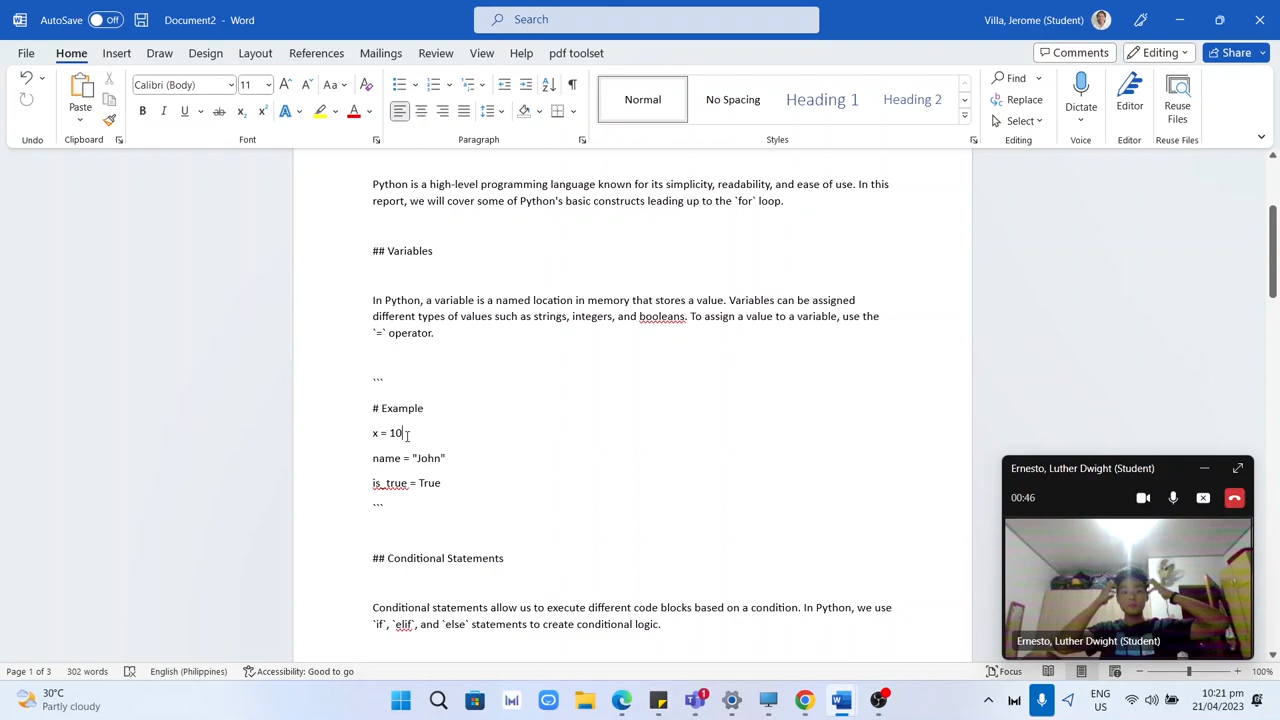 AutoSave Off Document2 - Word Search Villa, Jerome (Student)
File Home Insert Draw Design Layout References Mailings Review View Help pdf toolset Comments Editing Share
Paste Calibri (Body) 11 Aa Normal No Spacing Heading 1 Heading 2 Find Replace Select Dictate Editor Reuse Files
Undo Clipboard Font Paragraph Styles Editing Voice Editor Reuse Files
Python is a high-level programming language known for its simplicity, readability, and ease of use. In this
report, we will cover some of Python's basic constructs leading up to the `for` loop.
## Variables
In Python, a variable is a named location in memory that stores a value. Variables can be assigned
different types of values such as strings, integers, and booleans. To assign a value to a variable, use the
`=` operator.
```
# Example
x = 10
name = "John"
is_true = True
```
## Conditional Statements
Conditional statements allow us to execute different code blocks based on a condition. In Python, we use
`if`, `elif`, and `else` statements to create conditional logic.
Ernesto, Luther Dwight (Student)
00:46
Ernesto, Luther Dwight (Student)
Page 1 of 3 302 words English (Philippines) Accessibility: Good to go Focus 100%
30°C
Partly cloudy
1
ENG
US
10:21 pm
21/04/2023